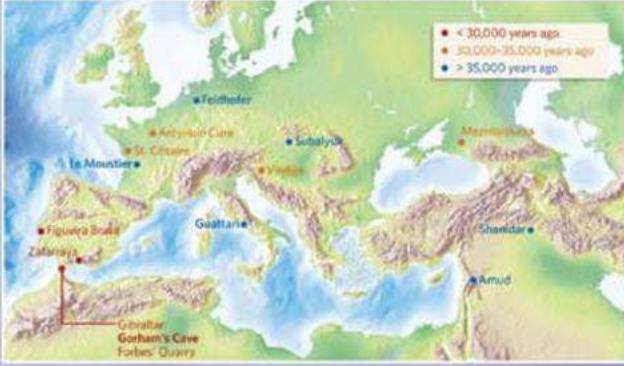 < 30,000 years ago
30,000–35,000 years ago
> 35,000 years ago
Feldhofer
Arcy-sur-Cure
St. Césaire
Subalyuk
Mezmaiskaya
Le Moustier
Vindija
Figueira Brava
Guattari
Shanidar
Zafarraya
Amud
Gibraltar
Gorham's Cave
Forbes' Quarry